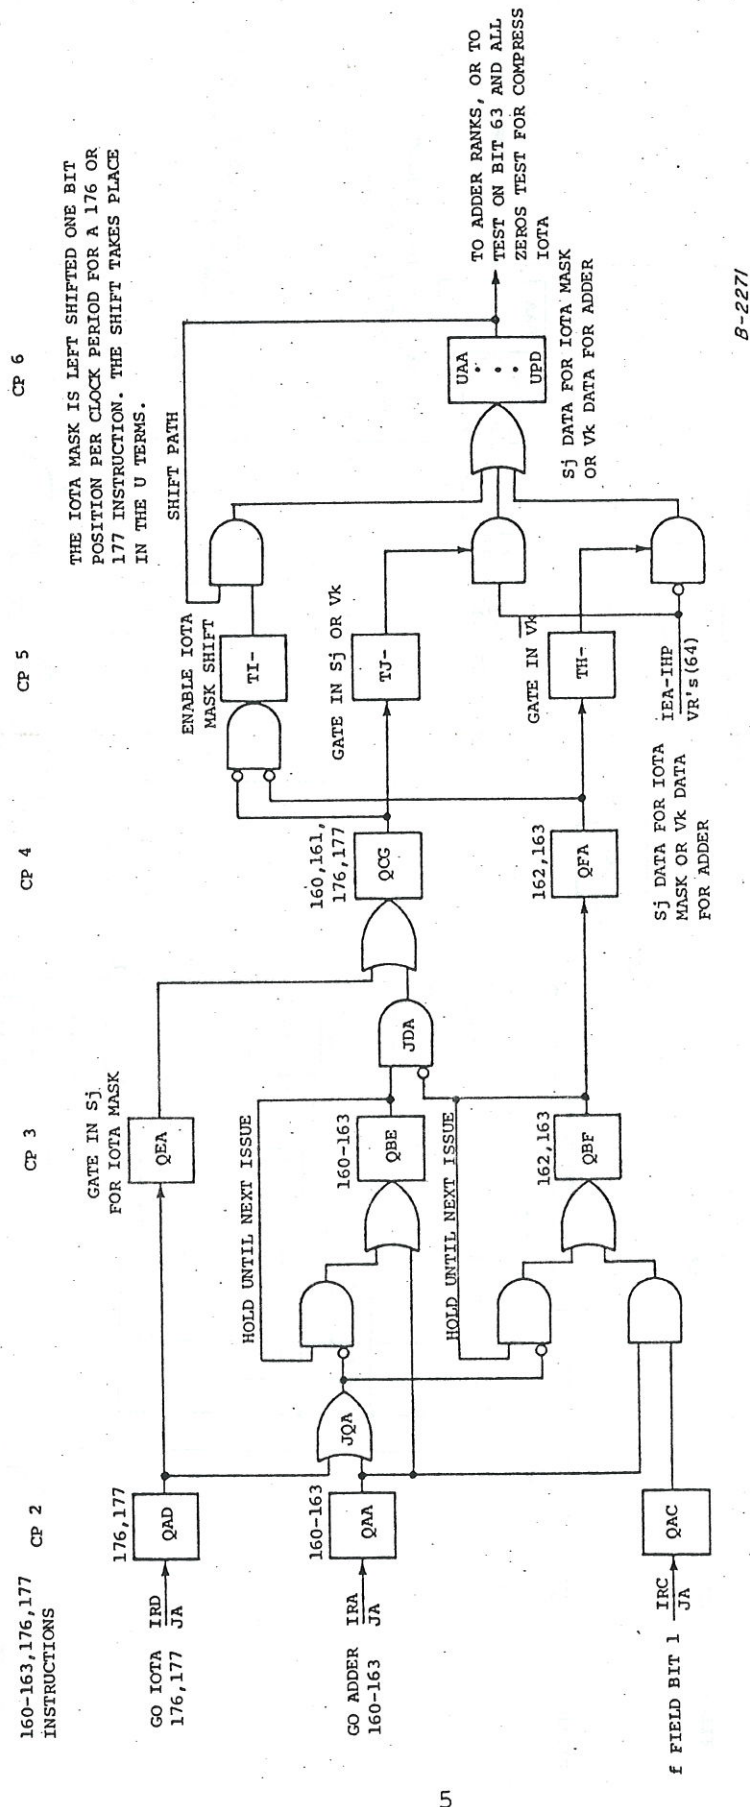 160-163,176,177
INSTRUCTIONS
CP 2
CP 3
CP 4
CP 5
CP 6
THE IOTA MASK IS LEFT SHIFTED ONE BIT
POSITION PER CLOCK PERIOD FOR A 176 OR
177 INSTRUCTION. THE SHIFT TAKES PLACE
IN THE U TERMS.
SHIFT PATH
GO IOTA
176,177
IRD
JA
176,177
QAD
GATE IN Sj
FOR IOTA MASK
QEA
ENABLE IOTA
MASK SHIFT
TI-
HOLD UNTIL NEXT ISSUE
GO ADDER
160-163
IRA
JA
160-163
QAA
JQA
160-163
QBE
JDA
160,161,
176,177
QCG
GATE IN Sj OR Vk
TJ-
UAA
UPD
TO ADDER RANKS, OR TO
TEST ON BIT 63 AND ALL
ZEROS TEST FOR COMPRESS
IOTA
HOLD UNTIL NEXT ISSUE
162,163
QBF
162,163
QFA
GATE IN Vk
TH-
Sj DATA FOR IOTA MASK
OR Vk DATA FOR ADDER
f FIELD BIT 1
IRC
JA
QAC
Sj DATA FOR IOTA
MASK OR Vk DATA
FOR ADDER
IEA-IHP
VR's(64)
B-2271
5